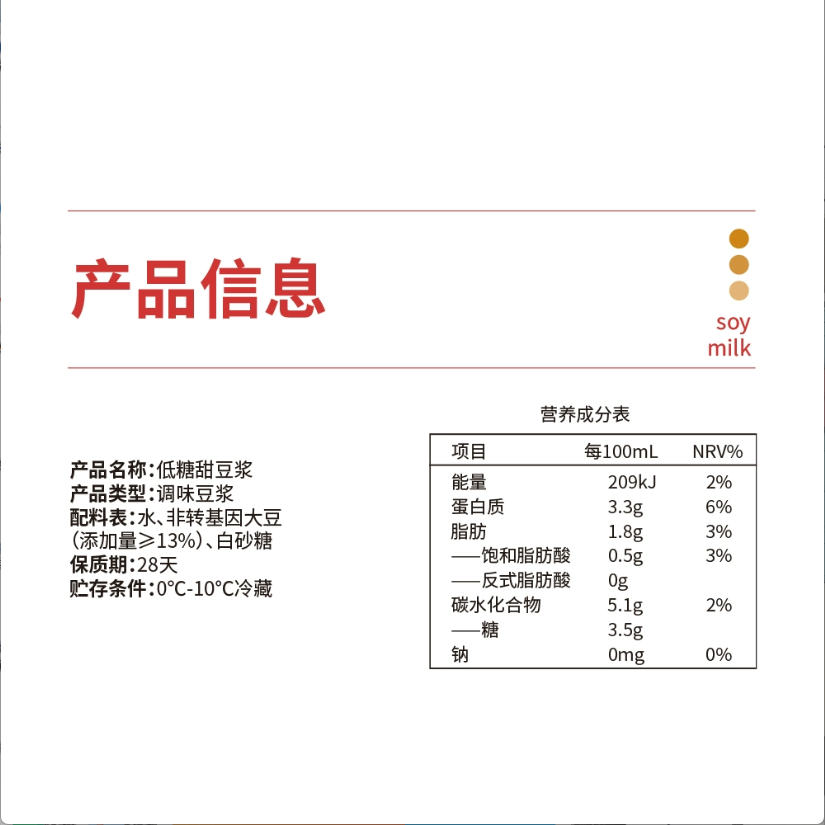 产品信息
soy
milk
产品名称：低糖甜豆浆
产品类型：调味豆浆
配料表：水、非转基因大豆
（添加量≥13%）、白砂糖
保质期：28天
贮存条件：0℃-10℃冷藏
营养成分表
项目 每100mL NRV%
能量 209kJ 2%
蛋白质 3.3g 6%
脂肪 1.8g 3%
——饱和脂肪酸 0.5g 3%
——反式脂肪酸 0g
碳水化合物 5.1g 2%
——糖 3.5g
钠 0mg 0%